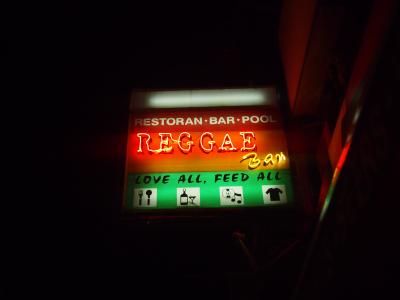 RESTORAN · BAR · POOL
REGGAE
Bar
LOVE ALL, FEED ALL